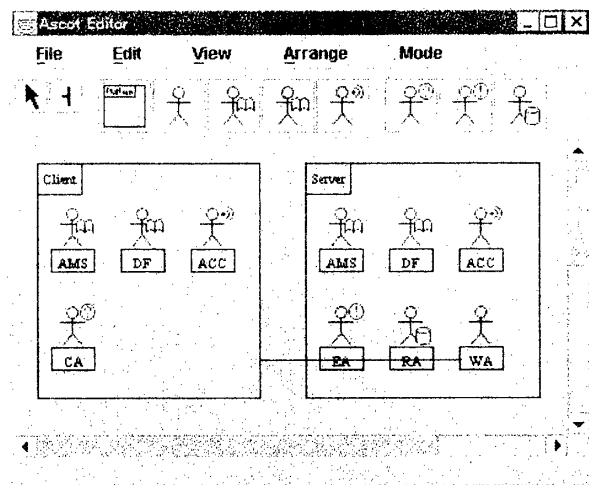 Ascot Editor
File Edit View Arrange Mode
Client
Server
AMS DF ACC
AMS DF ACC
CA
EA RA WA